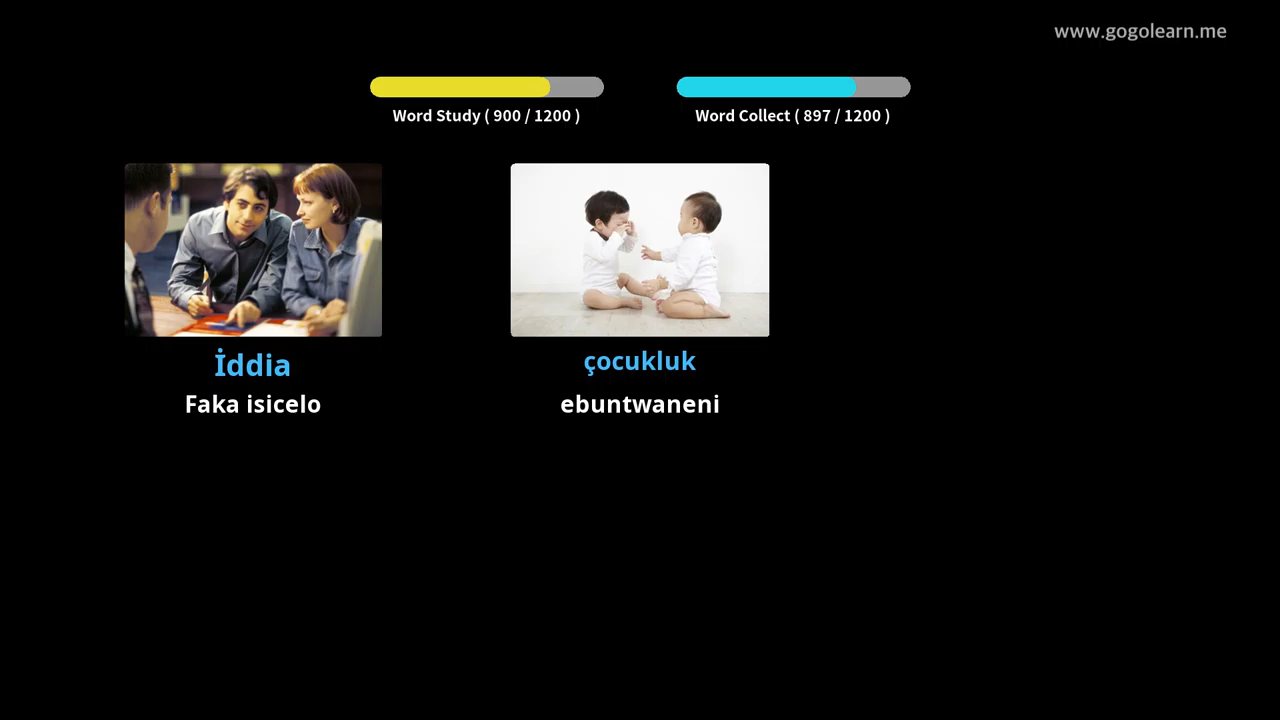 www.gogolearn.me
Word Study ( 900 / 1200 )
Word Collect ( 897 / 1200 )
İddia
Faka isicelo
çocukluk
ebuntwaneni